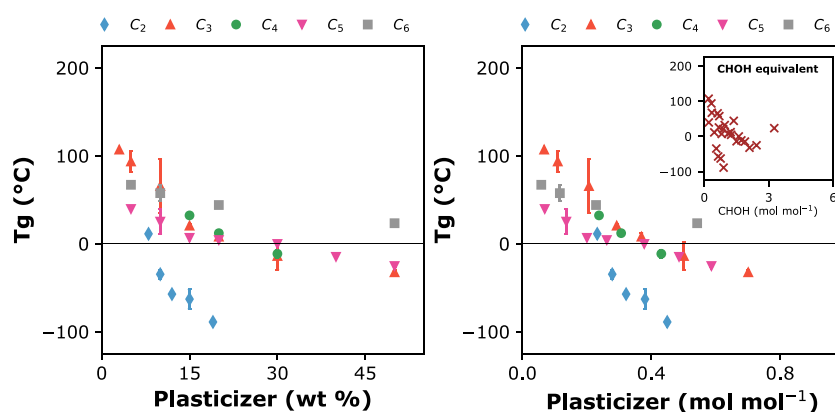 C2 C3 C4 C5 C6
200
100
0
−100
Tg (°C)
0 15 30 45
Plasticizer (wt %)
C2 C3 C4 C5 C6
200
100
0
−100
Tg (°C)
0.0 0.4 0.8
Plasticizer (mol mol⁻¹)
CHOH equivalent
200
100
0
−100
0 3 6
CHOH (mol mol⁻¹)